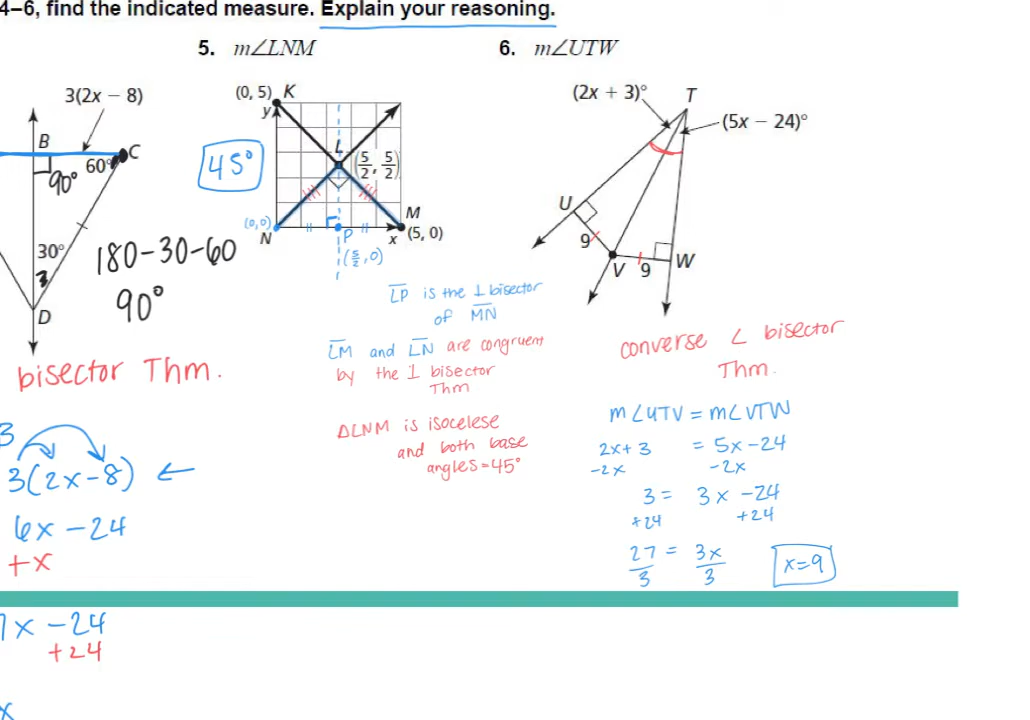 4–6, find the indicated measure. Explain your reasoning.
5. m∠LNM
6. m∠UTW
3(2x − 8)
B
C
60°
90°
30°
3
D
180-30-60
90°
bisector Thm.
3
3(2x-8) ←
6x -24
+x
7x -24
+24
x
45°
(0, 5) K
y
L
(5/2, 5/2)
(0,0)
N
P
x
M
(5, 0)
(5/2, 0)
LP is the ⊥ bisector
of MN
LM and LN are congruent
by the ⊥ bisector
Thm
△LNM is isocelese
and both base
angles=45°
(2x + 3)°
T
(5x − 24)°
U
9
V
9
W
converse ∠ bisector
Thm.
m∠UTV = m∠VTW
2x+3 = 5x-24
-2x -2x
3 = 3x -24
+24 +24
27/3 = 3x/3
x=9